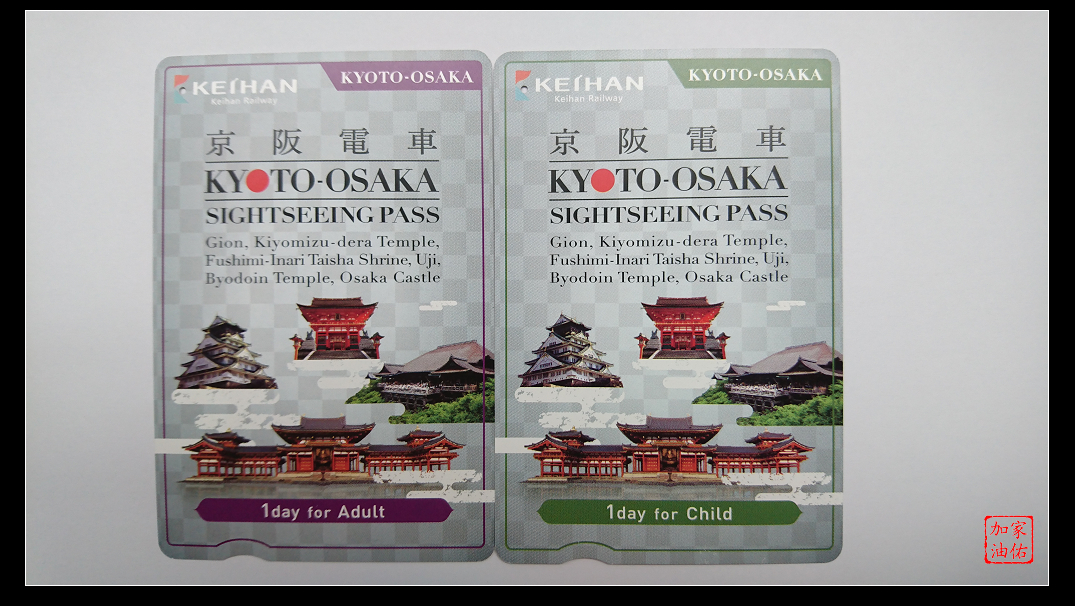 KEIHAN
Keihan Railway
KYOTO-OSAKA
京阪電車
KYOTO-OSAKA
SIGHTSEEING PASS
Gion, Kiyomizu-dera Temple,
Fushimi-Inari Taisha Shrine, Uji,
Byodoin Temple, Osaka Castle
1day for Adult
KEIHAN
Keihan Railway
KYOTO-OSAKA
京阪電車
KYOTO-OSAKA
SIGHTSEEING PASS
Gion, Kiyomizu-dera Temple,
Fushimi-Inari Taisha Shrine, Uji,
Byodoin Temple, Osaka Castle
1day for Child
家佑
加油